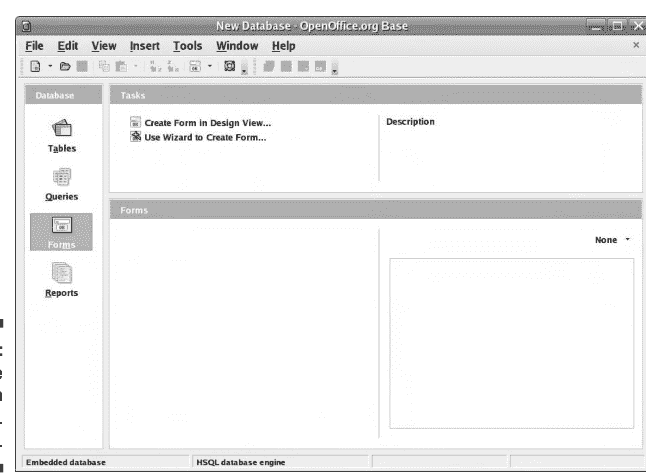 New Database - OpenOffice.org Base
File Edit View Insert Tools Window Help
Database
Tasks
Create Form in Design View...
Use Wizard to Create Form...
Description
Tables
Queries
Forms
Reports
Forms
None
Embedded database
HSQL database engine